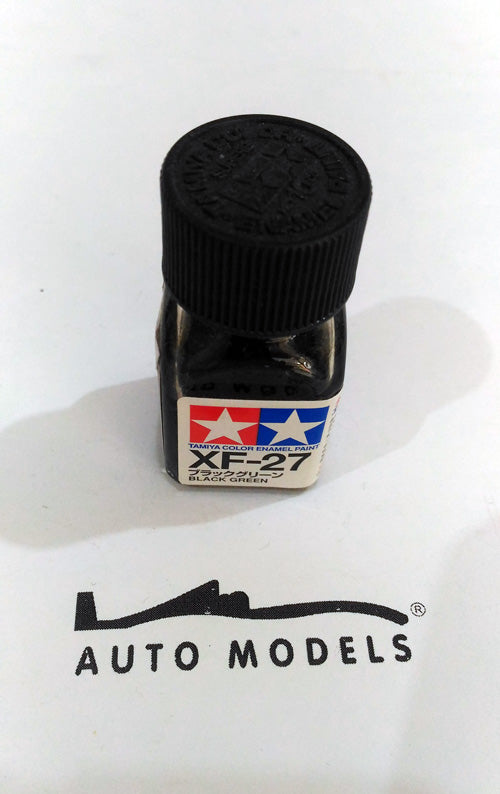 TAMIYA COLOR ENAMEL PAINT
XF-27
ブラックグリーン
BLACK GREEN
®
AUTO MODELS